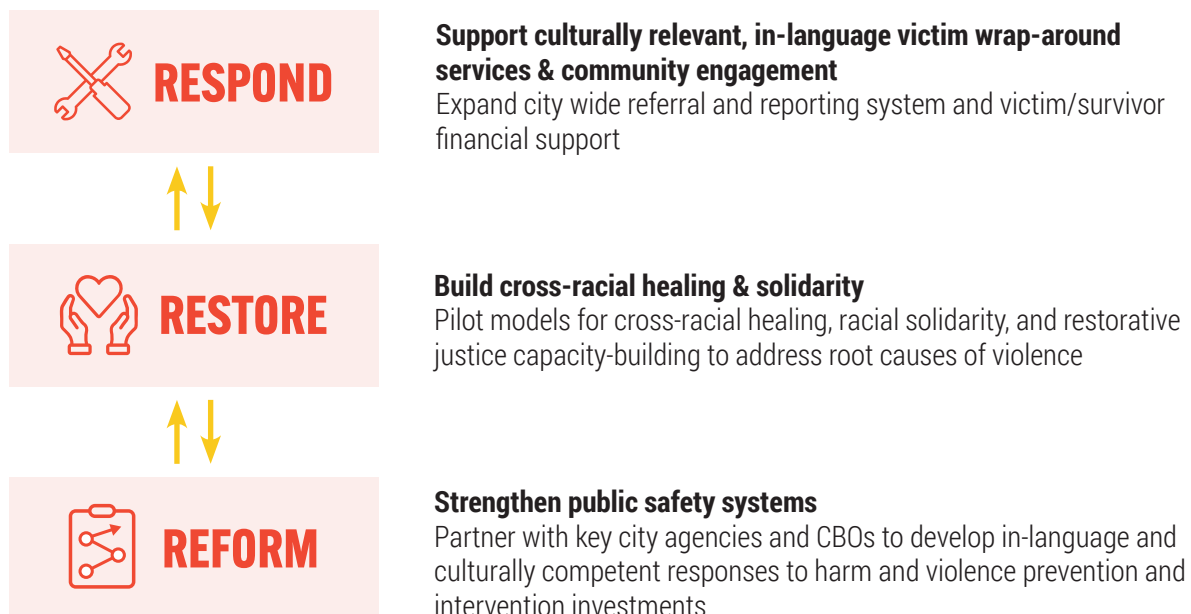 RESPOND
Support culturally relevant, in-language victim wrap-around
services & community engagement
Expand city wide referral and reporting system and victim/survivor
financial support
RESTORE
Build cross-racial healing & solidarity
Pilot models for cross-racial healing, racial solidarity, and restorative
justice capacity-building to address root causes of violence
REFORM
Strengthen public safety systems
Partner with key city agencies and CBOs to develop in-language and
culturally competent responses to harm and violence prevention and
intervention investments